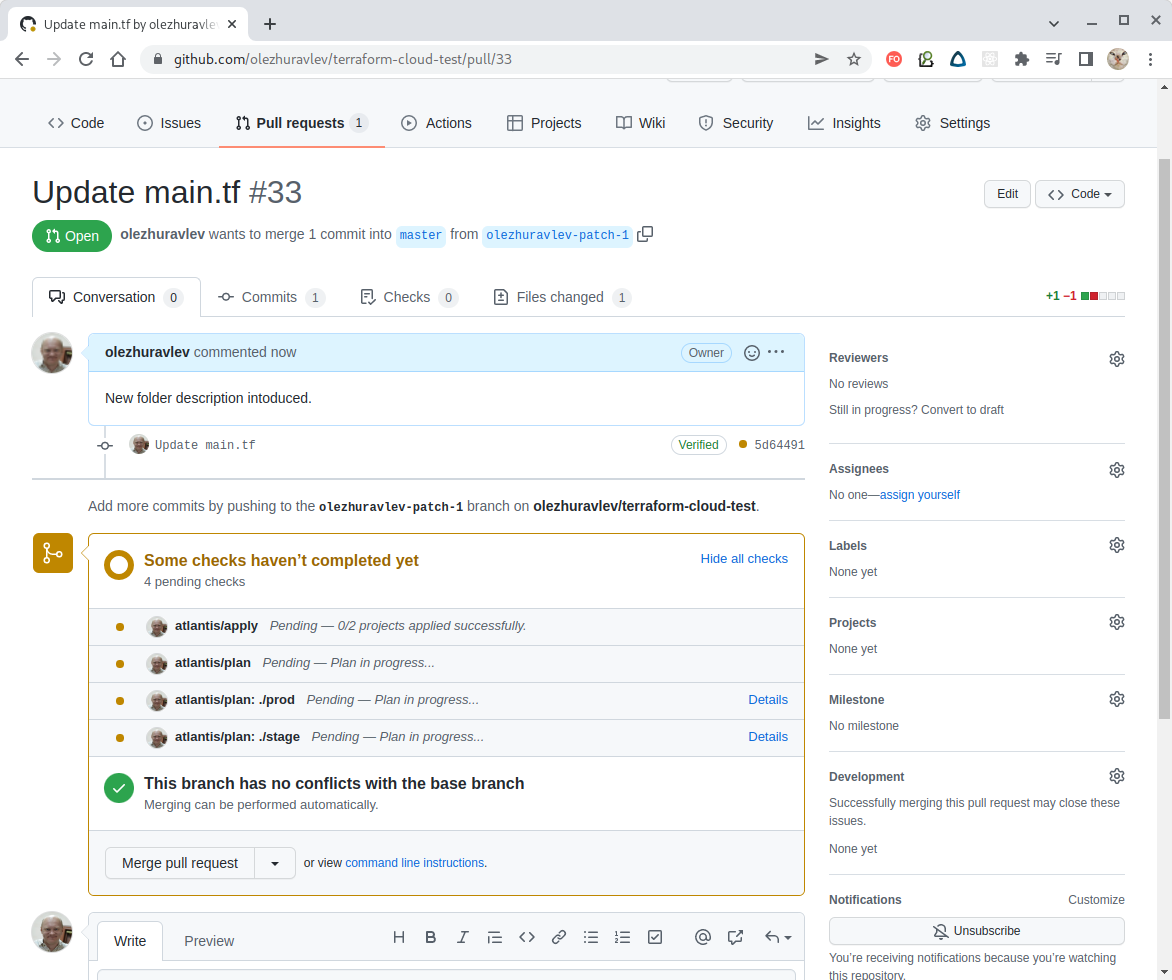 Update main.tf by olezhuravle
github.com/olezhuravlev/terraform-cloud-test/pull/33
FO
Code
Issues
Pull requests 1
Actions
Projects
Wiki
Security
Insights
Settings
Update main.tf #33
Edit
Code
Open
olezhuravlev wants to merge 1 commit into master from olezhuravlev-patch-1
Conversation 0
Commits 1
Checks 0
Files changed 1
+1 −1
olezhuravlev commented now
Owner
New folder description intoduced.
Update main.tf
Verified
5d64491
Add more commits by pushing to the olezhuravlev-patch-1 branch on olezhuravlev/terraform-cloud-test.
Some checks haven’t completed yet
Hide all checks
4 pending checks
atlantis/apply Pending — 0/2 projects applied successfully.
atlantis/plan Pending — Plan in progress...
atlantis/plan: ./prod Pending — Plan in progress... Details
atlantis/plan: ./stage Pending — Plan in progress... Details
This branch has no conflicts with the base branch
Merging can be performed automatically.
Merge pull request
or view command line instructions.
Write
Preview
H B I
Reviewers
No reviews
Still in progress? Convert to draft
Assignees
No one—assign yourself
Labels
None yet
Projects
None yet
Milestone
No milestone
Development
Successfully merging this pull request may close these
issues.
None yet
Notifications
Customize
Unsubscribe
You’re receiving notifications because you’re watching
this repository.